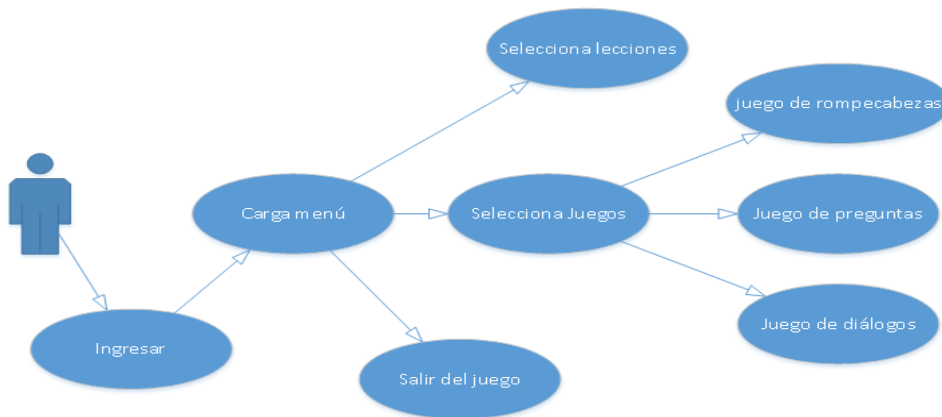 Selecciona lecciones
juego de rompecabezas
Carga menú
Selecciona Juegos
Juego de preguntas
Ingresar
Salir del juego
Juego de diálogos